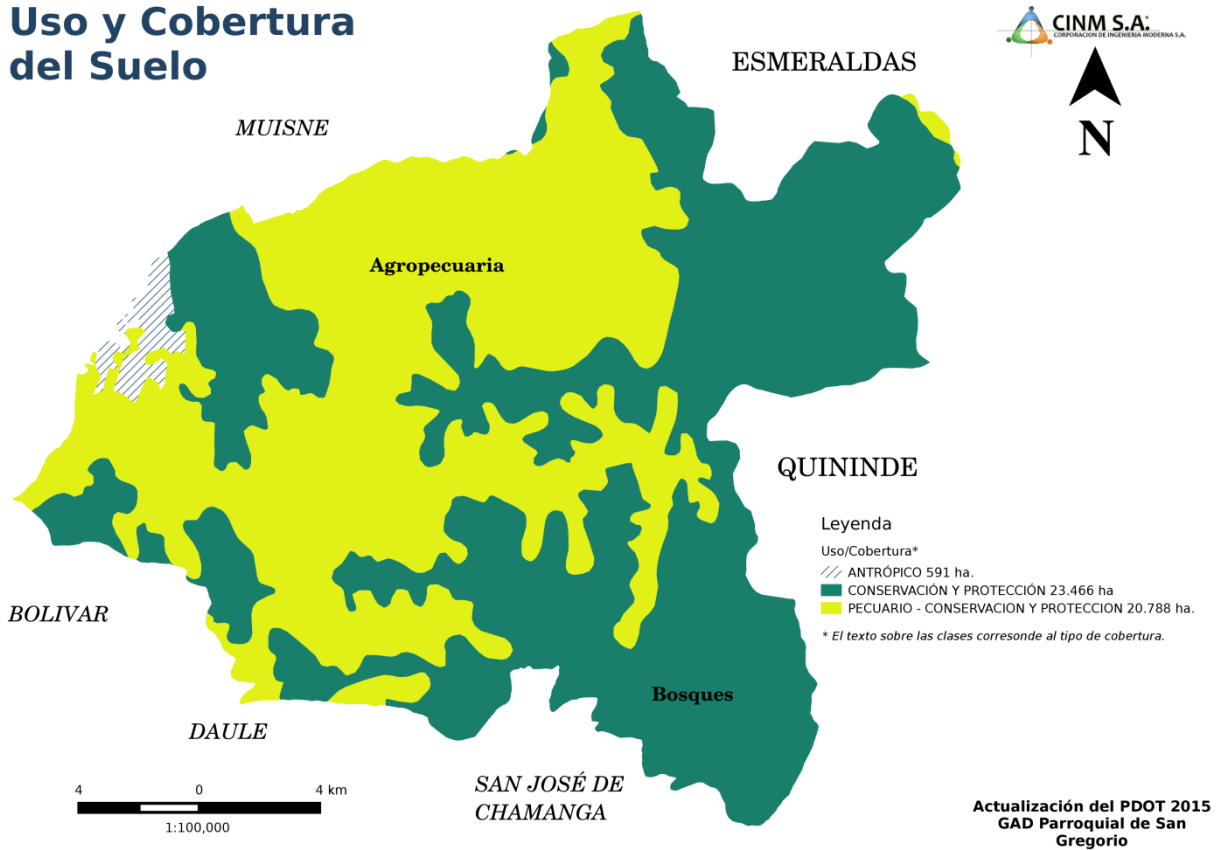 Uso y Cobertura
del Suelo
CINM S.A.
CORPORACION DE INGENIERIA MODERNA S.A.
ESMERALDAS
MUISNE
N
Agropecuaria
QUININDE
Leyenda
Uso/Cobertura*
ANTRÓPICO 591 ha.
CONSERVACIÓN Y PROTECCIÓN 23.466 ha
PECUARIO - CONSERVACION Y PROTECCION 20.788 ha.
* El texto sobre las clases corresonde al tipo de cobertura.
BOLIVAR
Bosques
DAULE
SAN JOSÉ DE
CHAMANGA
4 0 4 km
1:100,000
Actualización del PDOT 2015
GAD Parroquial de San
Gregorio